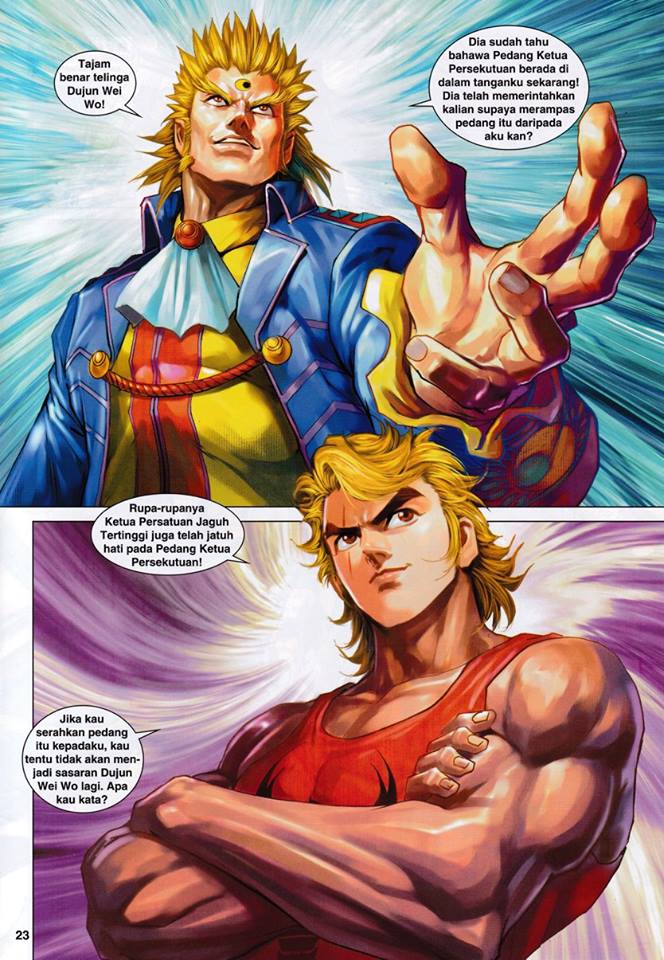 Tajam
benar telinga
Dujun Wei
Wo!
Dia sudah tahu
bahawa Pedang Ketua
Persekutuan berada di
dalam tanganku sekarang!
Dia telah memerintahkan
kalian supaya merampas
pedang itu daripada
aku kan?
Rupa-rupanya
Ketua Persatuan Jaguh
Tertinggi juga telah jatuh
hati pada Pedang Ketua
Persekutuan!
Jika kau
serahkan pedang
itu kepadaku, kau
tentu tidak akan men-
jadi sasaran Dujun
Wei Wo lagi. Apa
kau kata?
23